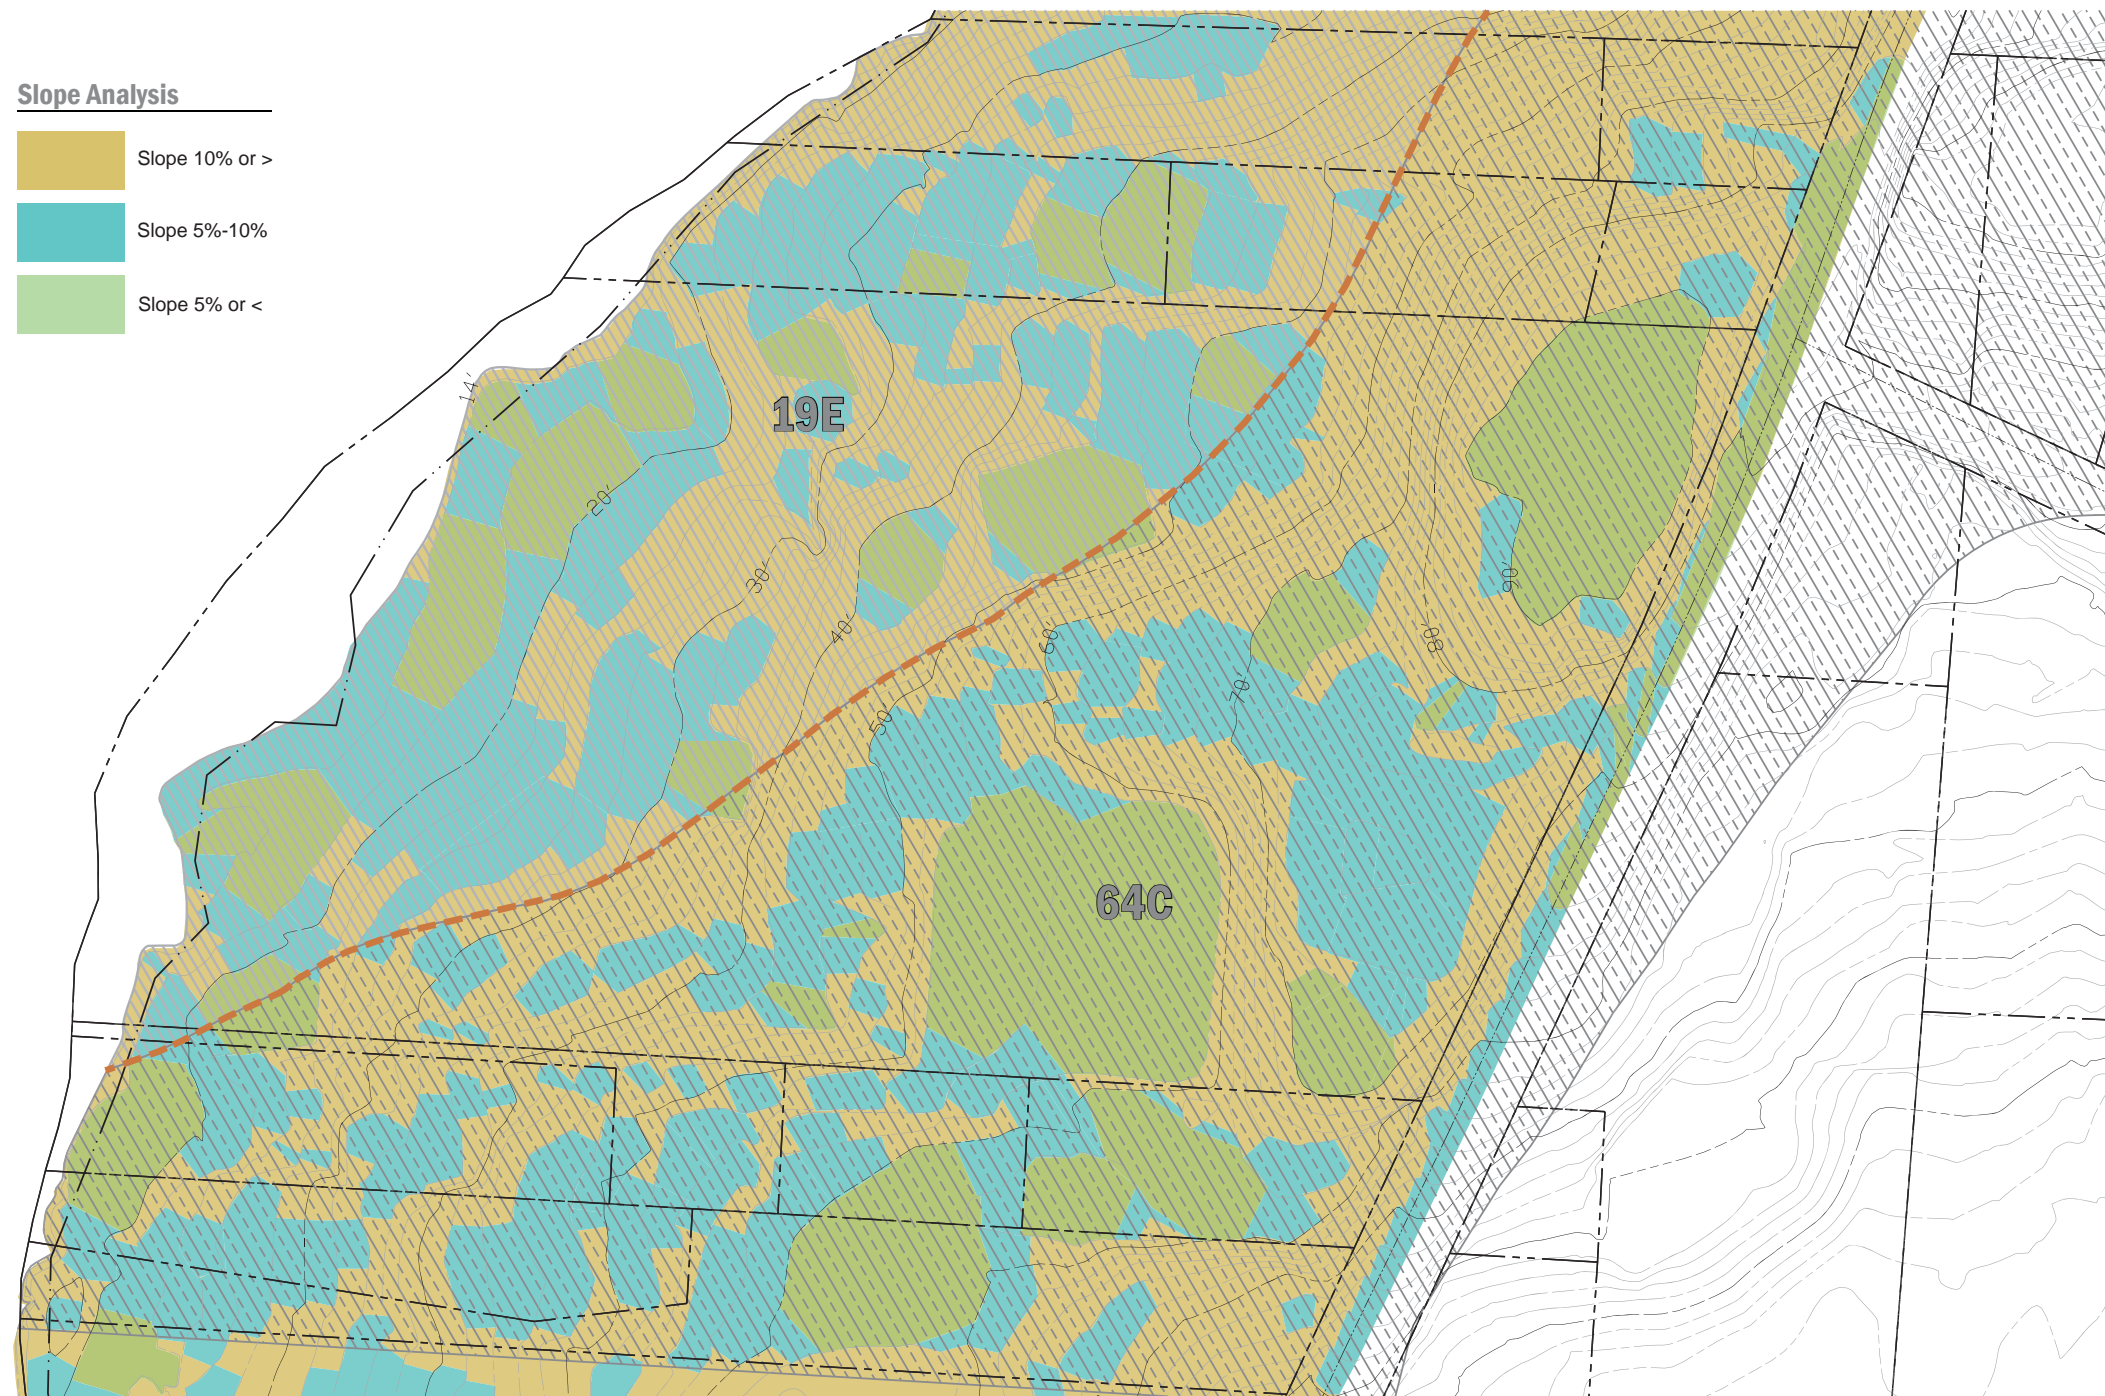 Slope Analysis
Slope 10% or >
Slope 5%-10%
Slope 5% or <
14'
19E
20'
30'
40'
60'
50'
70'
80'
90'
64C